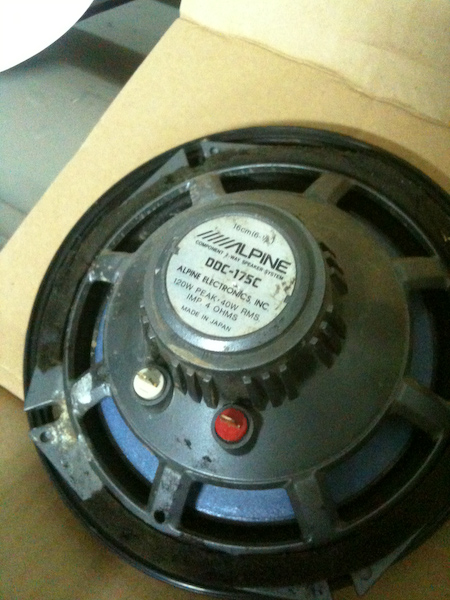 16cm(6-½)
ALPINE
COMPONENT 2-WAY SPEAKER SYSTEM
DDC-17SC
ALPINE ELECTRONICS, INC.
120W PEAK•40W RMS
IMP. 4 OHMS
MADE IN JAPAN